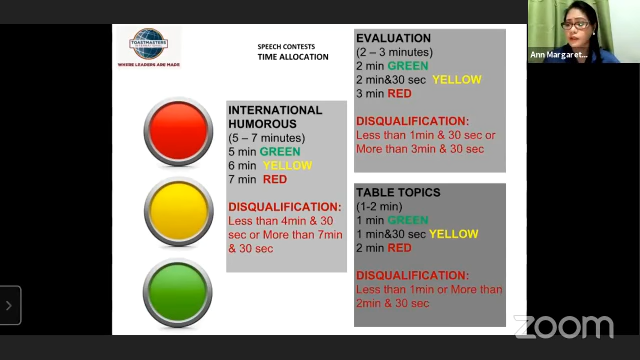 TOASTMASTERS
INTERNATIONAL
WHERE LEADERS ARE MADE
SPEECH CONTESTS
TIME ALLOCATION
INTERNATIONAL
HUMOROUS
(5 – 7 minutes)
5 min GREEN
6 min YELLOW
7 min RED
DISQUALIFICATION:
Less than 4min & 30
sec or More than 7min
& 30 sec
EVALUATION
(2 – 3 minutes)
2 min GREEN
2 min&30 sec YELLOW
3 min RED
DISQUALIFICATION:
Less than 1min & 30 sec or
More than 3min & 30 sec
TABLE TOPICS
(1-2 min)
1 min GREEN
1 min&30 sec YELLOW
2 min RED
DISQUALIFICATION:
Less than 1min or More than
2min & 30 sec
Ann Margaret...
zoom